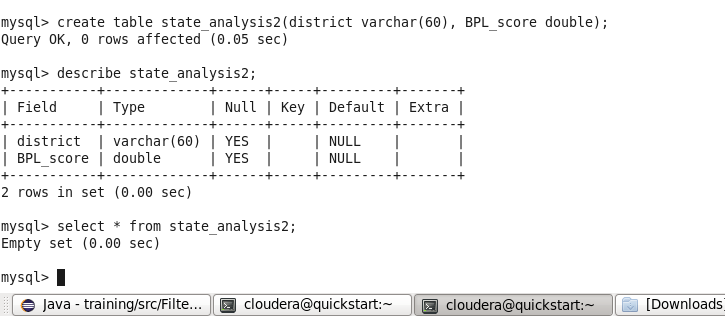 mysql> create table state_analysis2(district varchar(60), BPL_score double);
Query OK, 0 rows affected (0.05 sec)
mysql> describe state_analysis2;
+-----------+-------------+------+-----+---------+-------+
| Field     | Type        | Null | Key | Default | Extra |
+-----------+-------------+------+-----+---------+-------+
| district  | varchar(60) | YES  |     | NULL    |       |
| BPL_score | double      | YES  |     | NULL    |       |
+-----------+-------------+------+-----+---------+-------+
2 rows in set (0.00 sec)
mysql> select * from state_analysis2;
Empty set (0.00 sec)
mysql>
Java - training/src/Filte... cloudera@quickstart:~ cloudera@quickstart:~ [Downloads]